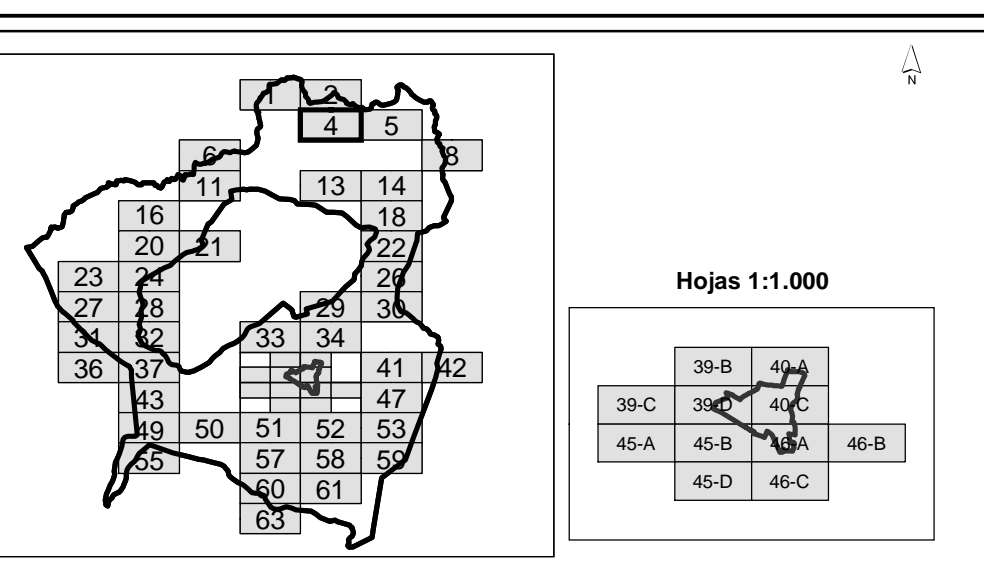 N
1 2
4 5
6 8
11 13 14
16 18
20 21 22
23 24 26
27 28 29 30
31 32 33 34
36 37 41 42
43 47
49 50 51 52 53
55 57 58 59
60 61
63
Hojas 1:1.000
39-B 40-A
39-C 39-D 40-C
45-A 45-B 46-A 46-B
45-D 46-C